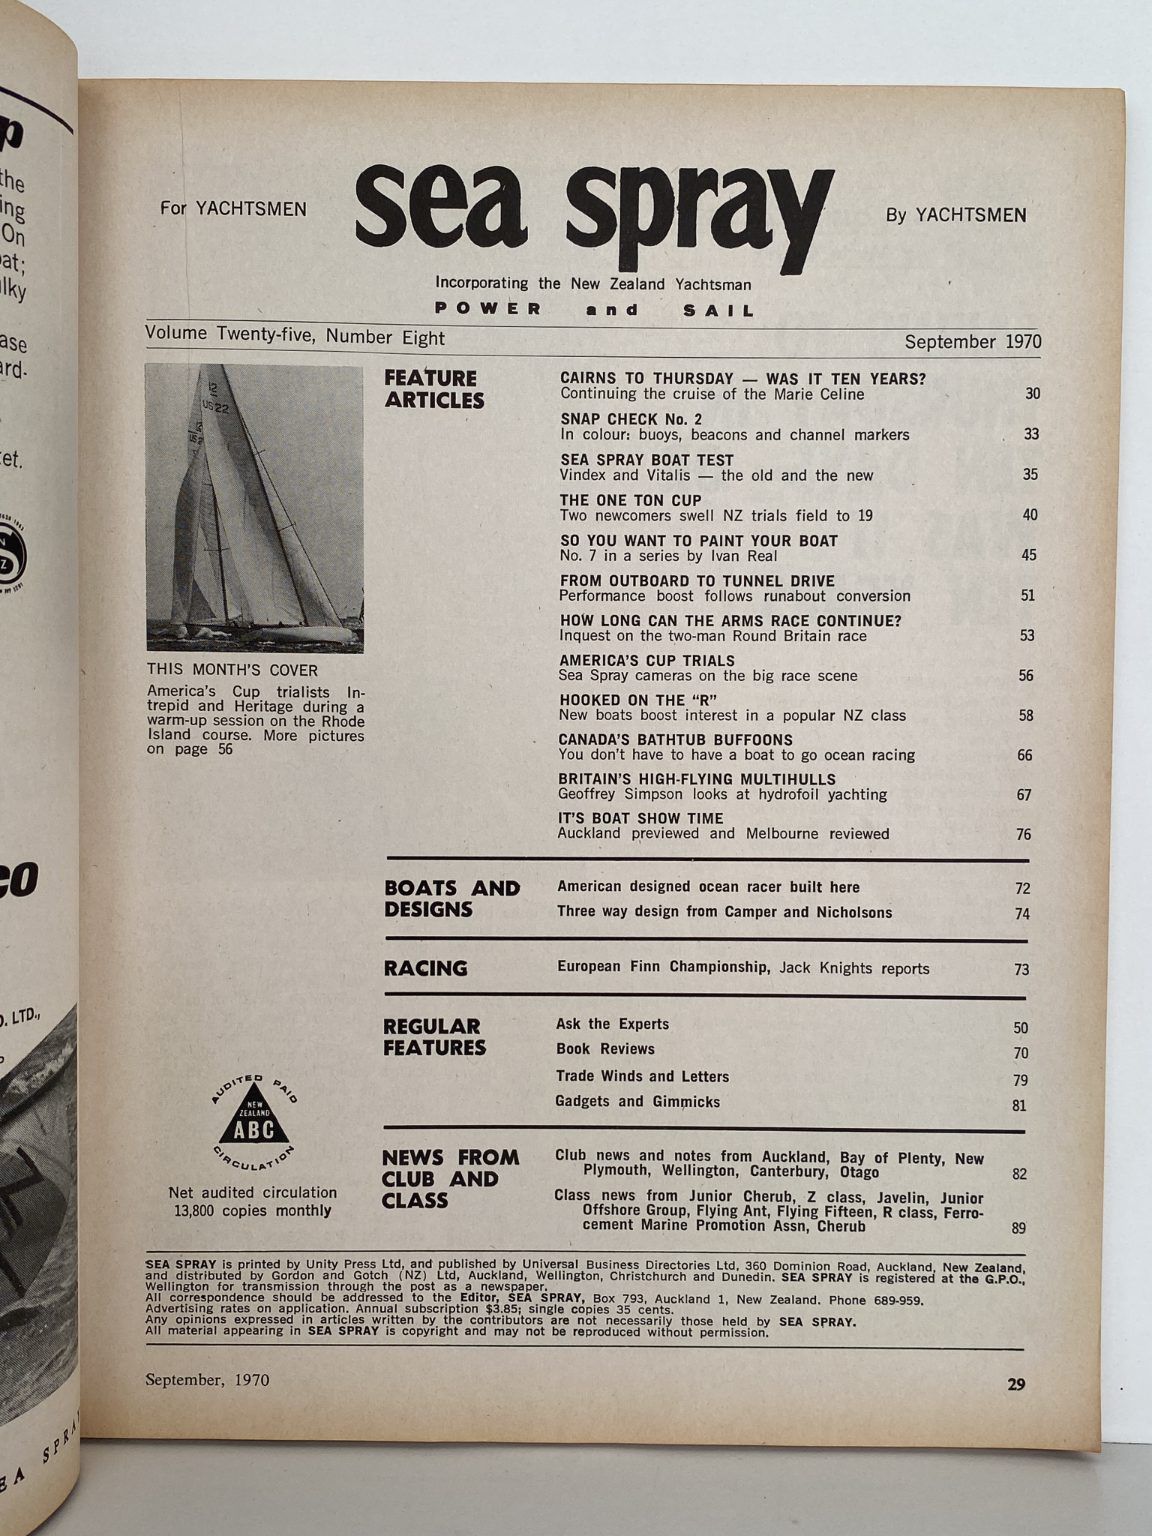 For YACHTSMEN
sea spray
By YACHTSMEN
Incorporating the New Zealand Yachtsman
POWER and SAIL
Volume Twenty-five, Number Eight
September 1970
12
US 22
THIS MONTH'S COVER
America's Cup trialists In-
trepid and Heritage during a
warm-up session on the Rhode
Island course. More pictures
on page 56
FEATURE
ARTICLES
CAIRNS TO THURSDAY — WAS IT TEN YEARS?
Continuing the cruise of the Marie Celine 30
SNAP CHECK No. 2
In colour: buoys, beacons and channel markers 33
SEA SPRAY BOAT TEST
Vindex and Vitalis — the old and the new 35
THE ONE TON CUP
Two newcomers swell NZ trials field to 19 40
SO YOU WANT TO PAINT YOUR BOAT
No. 7 in a series by Ivan Real 45
FROM OUTBOARD TO TUNNEL DRIVE
Performance boost follows runabout conversion 51
HOW LONG CAN THE ARMS RACE CONTINUE?
Inquest on the two-man Round Britain race 53
AMERICA'S CUP TRIALS
Sea Spray cameras on the big race scene 56
HOOKED ON THE "R"
New boats boost interest in a popular NZ class 58
CANADA'S BATHTUB BUFFOONS
You don't have to have a boat to go ocean racing 66
BRITAIN'S HIGH-FLYING MULTIHULLS
Geoffrey Simpson looks at hydrofoil yachting 67
IT'S BOAT SHOW TIME
Auckland previewed and Melbourne reviewed 76
BOATS AND
DESIGNS
American designed ocean racer built here 72
Three way design from Camper and Nicholsons 74
RACING
European Finn Championship, Jack Knights reports 73
REGULAR
FEATURES
Ask the Experts 50
Book Reviews 70
Trade Winds and Letters 79
Gadgets and Gimmicks 81
NEWS FROM
CLUB AND
CLASS
Club news and notes from Auckland, Bay of Plenty, New
Plymouth, Wellington, Canterbury, Otago 82
Class news from Junior Cherub, Z class, Javelin, Junior
Offshore Group, Flying Ant, Flying Fifteen, R class, Ferro-
cement Marine Promotion Assn, Cherub 89
AUDITED PAID
NEW
ZEALAND
ABC
CIRCULATION
Net audited circulation
13,800 copies monthly
SEA SPRAY is printed by Unity Press Ltd, and published by Universal Business Directories Ltd, 360 Dominion Road, Auckland, New Zealand,
and distributed by Gordon and Gotch (NZ) Ltd, Auckland, Wellington, Christchurch and Dunedin. SEA SPRAY is registered at the G.P.O.,
Wellington for transmission through the post as a newspaper.
All correspondence should be addressed to the Editor, SEA SPRAY, Box 793, Auckland 1, New Zealand. Phone 689-959.
Advertising rates on application. Annual subscription $3.85; single copies 35 cents.
Any opinions expressed in articles written by the contributors are not necessarily those held by SEA SPRAY.
All material appearing in SEA SPRAY is copyright and may not be reproduced without permission.
September, 1970
29
the
ing
On
at;
lky
ase
ard-
et.
co
O. LTD.,
EA SPRAY